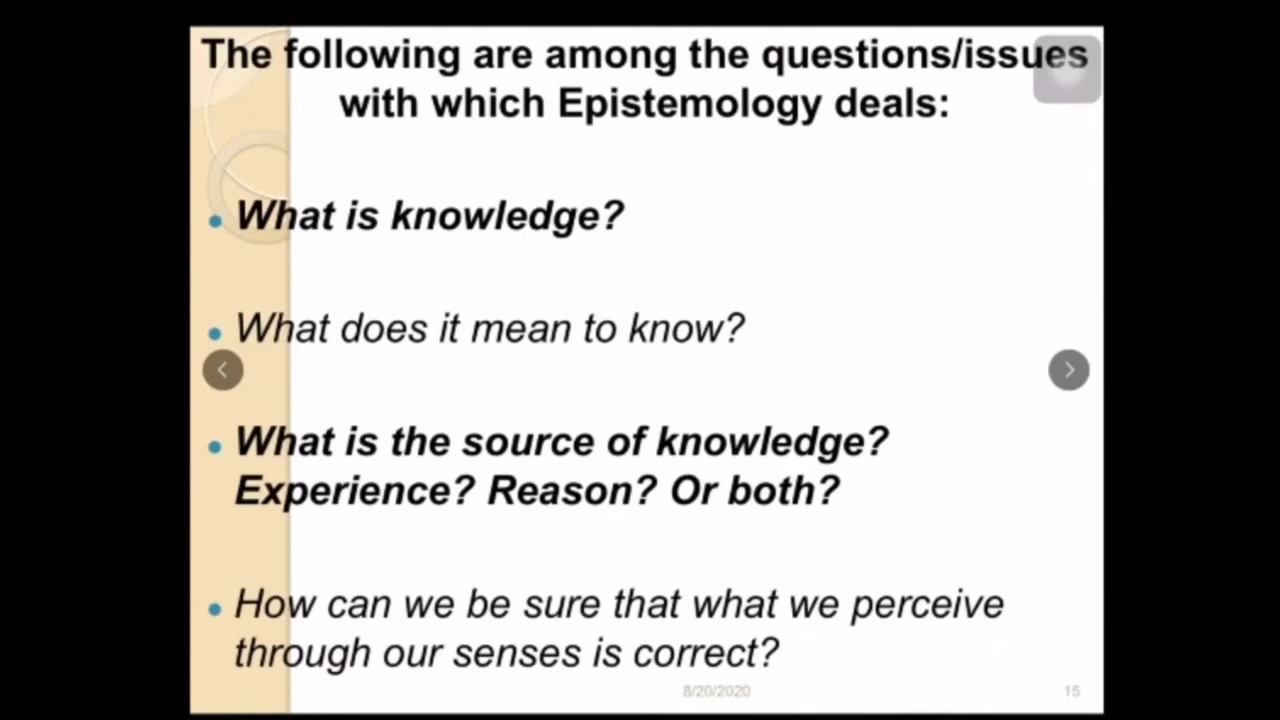 The following are among the questions/issues
with which Epistemology deals:
What is knowledge?
What does it mean to know?
What is the source of knowledge?
Experience? Reason? Or both?
How can we be sure that what we perceive
through our senses is correct?
8/20/2020 15